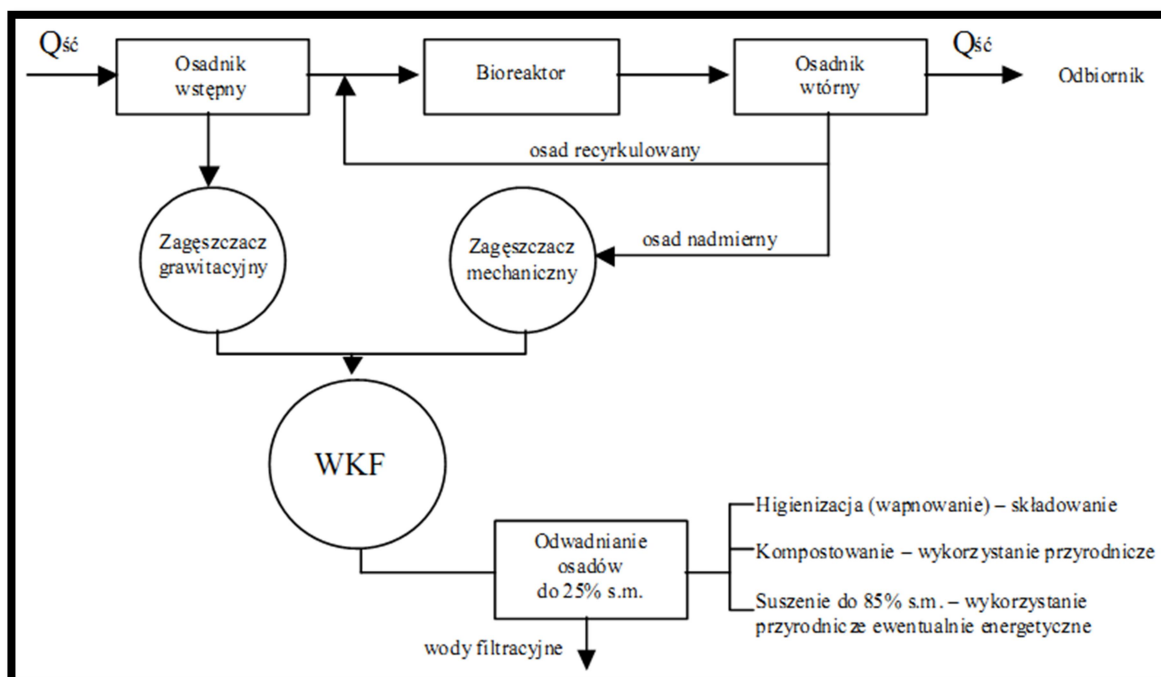 Qść
Osadnik
wstępny
Bioreaktor
Osadnik
wtórny
Qść
Odbiornik
osad recyrkulowany
Zagęszczacz
grawitacyjny
Zagęszczacz
mechaniczny
osad nadmierny
WKF
Odwadnianie
osadów
do 25% s.m.
wody filtracyjne
Higienizacja (wapnowanie) – składowanie
Kompostowanie – wykorzystanie przyrodnicze
Suszenie do 85% s.m. – wykorzystanie
przyrodnicze ewentualnie energetyczne